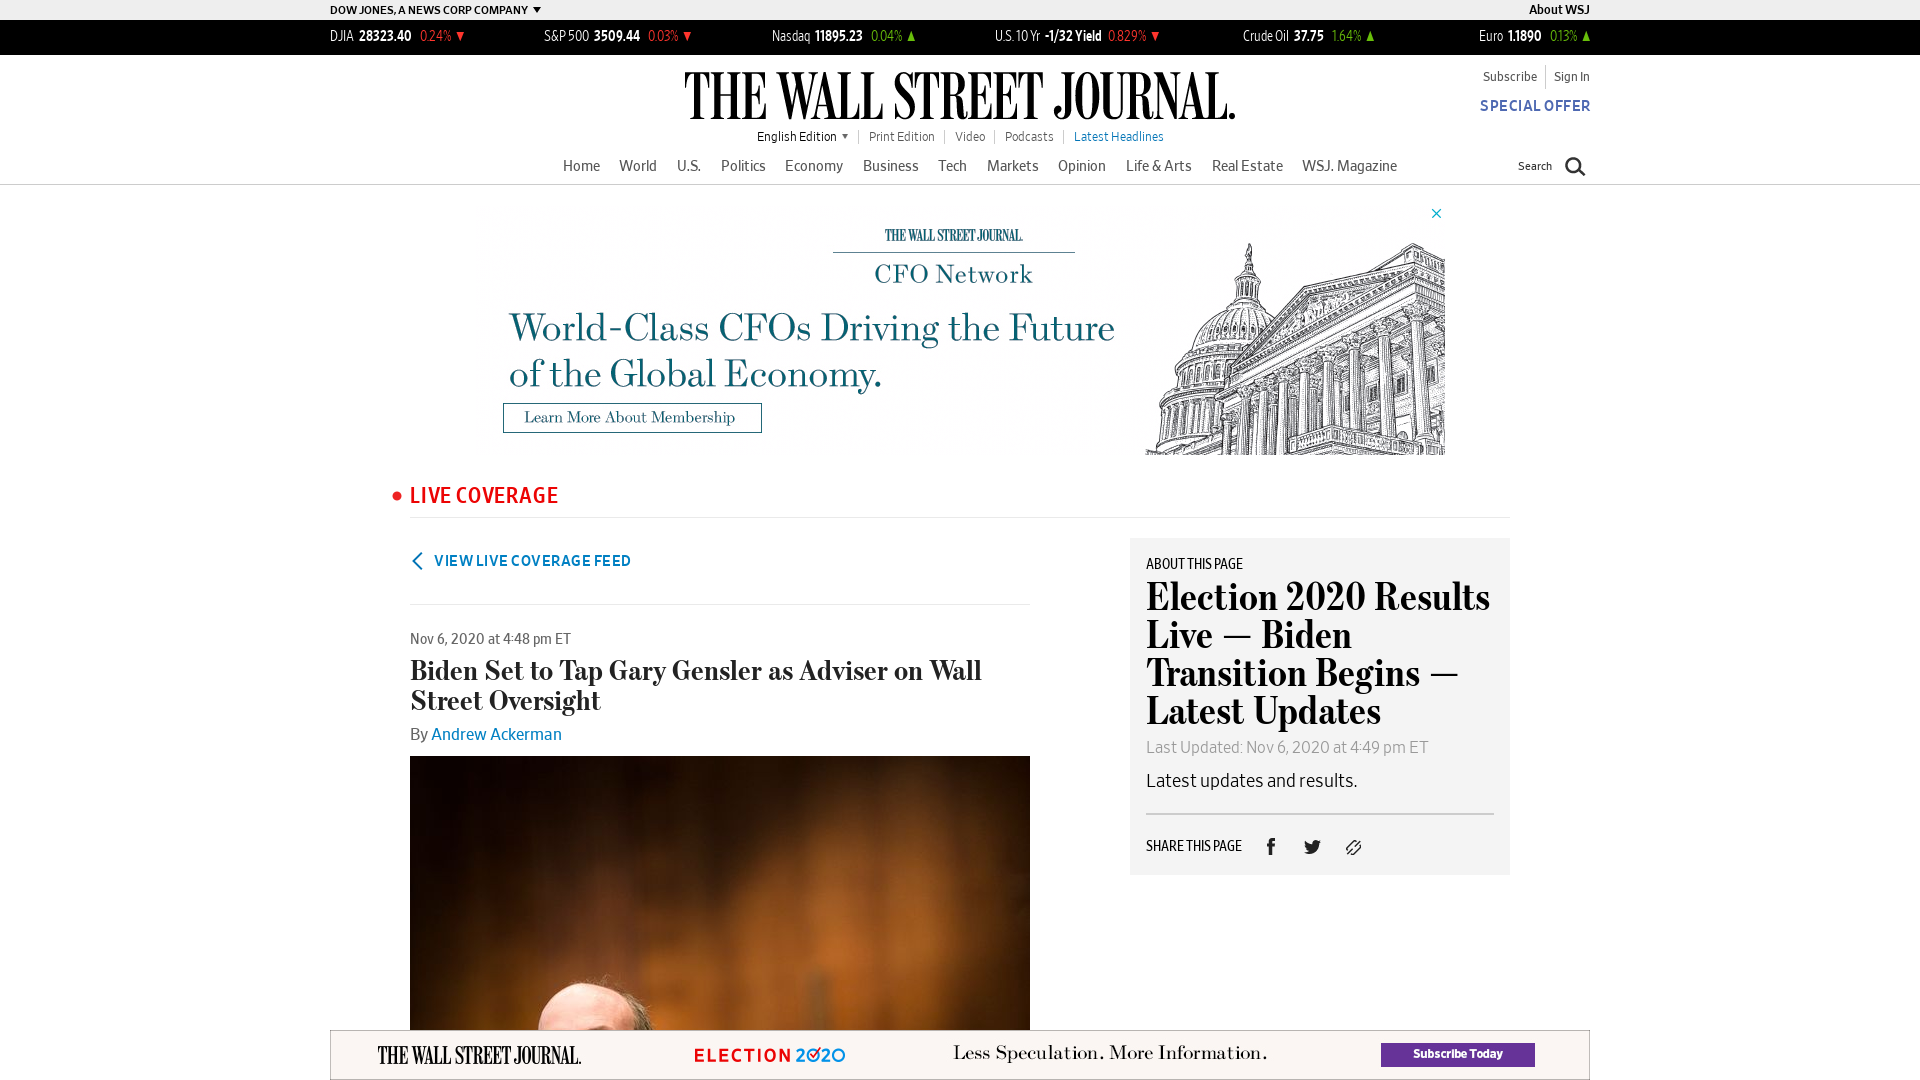 DOW JONES, A NEWS CORP COMPANY
About WSJ
DJIA 28323.40 0.24%
S&P 500 3509.44 0.03%
Nasdaq 11895.23 0.04%
U.S. 10 Yr -1/32 Yield 0.829%
Crude Oil 37.75 1.64%
Euro 1.1890 0.13%
THE WALL STREET JOURNAL.
Subscribe
Sign In
SPECIAL OFFER
English Edition
Print Edition
Video
Podcasts
Latest Headlines
Home
World
U.S.
Politics
Economy
Business
Tech
Markets
Opinion
Life & Arts
Real Estate
WSJ. Magazine
Search
THE WALL STREET JOURNAL.
CFO Network
World-Class CFOs Driving the Future
of the Global Economy.
Learn More About Membership
LIVE COVERAGE
VIEW LIVE COVERAGE FEED
Nov 6, 2020 at 4:48 pm ET
Biden Set to Tap Gary Gensler as Adviser on Wall
Street Oversight
By Andrew Ackerman
ABOUT THIS PAGE
Election 2020 Results
Live — Biden
Transition Begins —
Latest Updates
Last Updated: Nov 6, 2020 at 4:49 pm ET
Latest updates and results.
SHARE THIS PAGE
THE WALL STREET JOURNAL.
ELECTION 2020
Less Speculation. More Information.
Subscribe Today